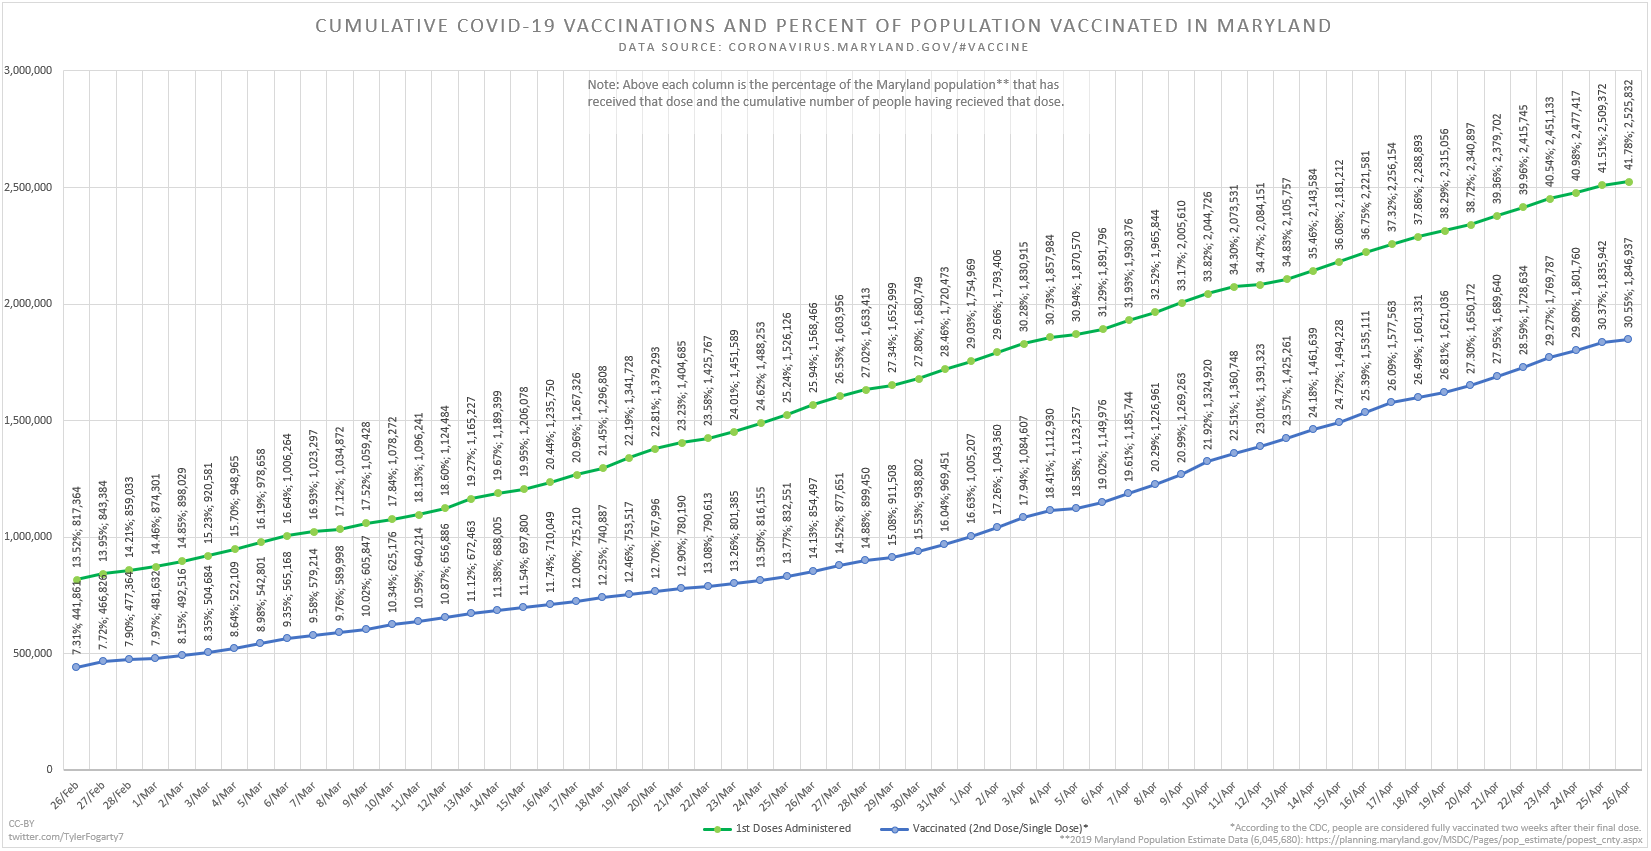 CUMULATIVE COVID-19 VACCINATIONS AND PERCENT OF POPULATION VACCINATED IN MARYLAND
DATA SOURCE: CORONAVIRUS.MARYLAND.GOV/#VACCINE
Note: Above each column is the percentage of the Maryland population** that has
received that dose and the cumulative number of people having recieved that dose.
3,000,000
2,500,000
2,000,000
1,500,000
1,000,000
500,000
0
13.52%; 817,364
13.95%; 843,384
14.21%; 859,033
14.46%; 874,301
14.85%; 898,029
15.23%; 920,581
15.70%; 948,965
16.19%; 978,658
16.64%; 1,006,264
16.93%; 1,023,297
17.12%; 1,034,872
17.52%; 1,059,428
17.84%; 1,078,272
18.13%; 1,096,241
18.60%; 1,124,484
19.27%; 1,165,227
19.67%; 1,189,399
19.95%; 1,206,078
20.44%; 1,235,750
20.96%; 1,267,326
21.45%; 1,296,808
22.19%; 1,341,728
22.81%; 1,379,293
23.23%; 1,404,685
23.58%; 1,425,767
24.01%; 1,451,589
24.62%; 1,488,253
25.24%; 1,526,126
25.94%; 1,568,466
26.53%; 1,603,956
27.02%; 1,633,413
27.34%; 1,652,999
27.80%; 1,680,749
28.46%; 1,720,473
29.03%; 1,754,969
29.66%; 1,793,406
30.28%; 1,830,915
30.73%; 1,857,984
30.94%; 1,870,570
31.29%; 1,891,796
31.93%; 1,930,376
32.52%; 1,965,844
33.17%; 2,005,610
33.82%; 2,044,726
34.30%; 2,073,531
34.47%; 2,084,151
34.83%; 2,105,757
35.46%; 2,143,584
36.08%; 2,181,212
36.75%; 2,221,581
37.32%; 2,256,154
37.86%; 2,288,893
38.29%; 2,315,056
38.72%; 2,340,897
39.36%; 2,379,702
39.96%; 2,415,745
40.54%; 2,451,133
40.98%; 2,477,417
41.51%; 2,509,372
41.78%; 2,525,832
7.31%; 441,861
7.72%; 466,826
7.90%; 477,364
7.97%; 481,632
8.15%; 492,516
8.35%; 504,684
8.64%; 522,109
8.98%; 542,801
9.35%; 565,168
9.58%; 579,214
9.76%; 589,998
10.02%; 605,847
10.34%; 625,176
10.59%; 640,214
10.87%; 656,886
11.12%; 672,463
11.38%; 688,005
11.54%; 697,800
11.74%; 710,049
12.00%; 725,210
12.25%; 740,887
12.46%; 753,517
12.70%; 767,996
12.90%; 780,190
13.08%; 790,613
13.26%; 801,385
13.50%; 816,155
13.77%; 832,551
14.13%; 854,497
14.52%; 877,651
14.88%; 899,450
15.08%; 911,508
15.53%; 938,802
16.04%; 969,451
16.63%; 1,005,207
17.26%; 1,043,360
17.94%; 1,084,607
18.41%; 1,112,930
18.58%; 1,123,257
19.02%; 1,149,976
19.61%; 1,185,744
20.29%; 1,226,961
20.99%; 1,269,263
21.92%; 1,324,920
22.51%; 1,360,748
23.01%; 1,391,323
23.57%; 1,425,261
24.18%; 1,461,639
24.72%; 1,494,228
25.39%; 1,535,111
26.09%; 1,577,563
26.49%; 1,601,331
26.81%; 1,621,036
27.30%; 1,650,172
27.95%; 1,689,640
28.59%; 1,728,634
29.27%; 1,769,787
29.80%; 1,801,760
30.37%; 1,835,942
30.55%; 1,846,937
26/Feb
27/Feb
28/Feb
1/Mar
2/Mar
3/Mar
4/Mar
5/Mar
6/Mar
7/Mar
8/Mar
9/Mar
10/Mar
11/Mar
12/Mar
13/Mar
14/Mar
15/Mar
16/Mar
17/Mar
18/Mar
19/Mar
20/Mar
21/Mar
22/Mar
23/Mar
24/Mar
25/Mar
26/Mar
27/Mar
28/Mar
29/Mar
30/Mar
31/Mar
1/Apr
2/Apr
3/Apr
4/Apr
5/Apr
6/Apr
7/Apr
8/Apr
9/Apr
10/Apr
11/Apr
12/Apr
13/Apr
14/Apr
15/Apr
16/Apr
17/Apr
18/Apr
19/Apr
20/Apr
21/Apr
22/Apr
23/Apr
24/Apr
25/Apr
26/Apr
CC-BY
twitter.com/TylerFogarty7
1st Doses Administered
Vaccinated (2nd Dose/Single Dose)*
*According to the CDC, people are considered fully vaccinated two weeks after their final dose.
**2019 Maryland Population Estimate Data (6,045,680): https://planning.maryland.gov/MSDC/Pages/pop_estimate/popest_cnty.aspx